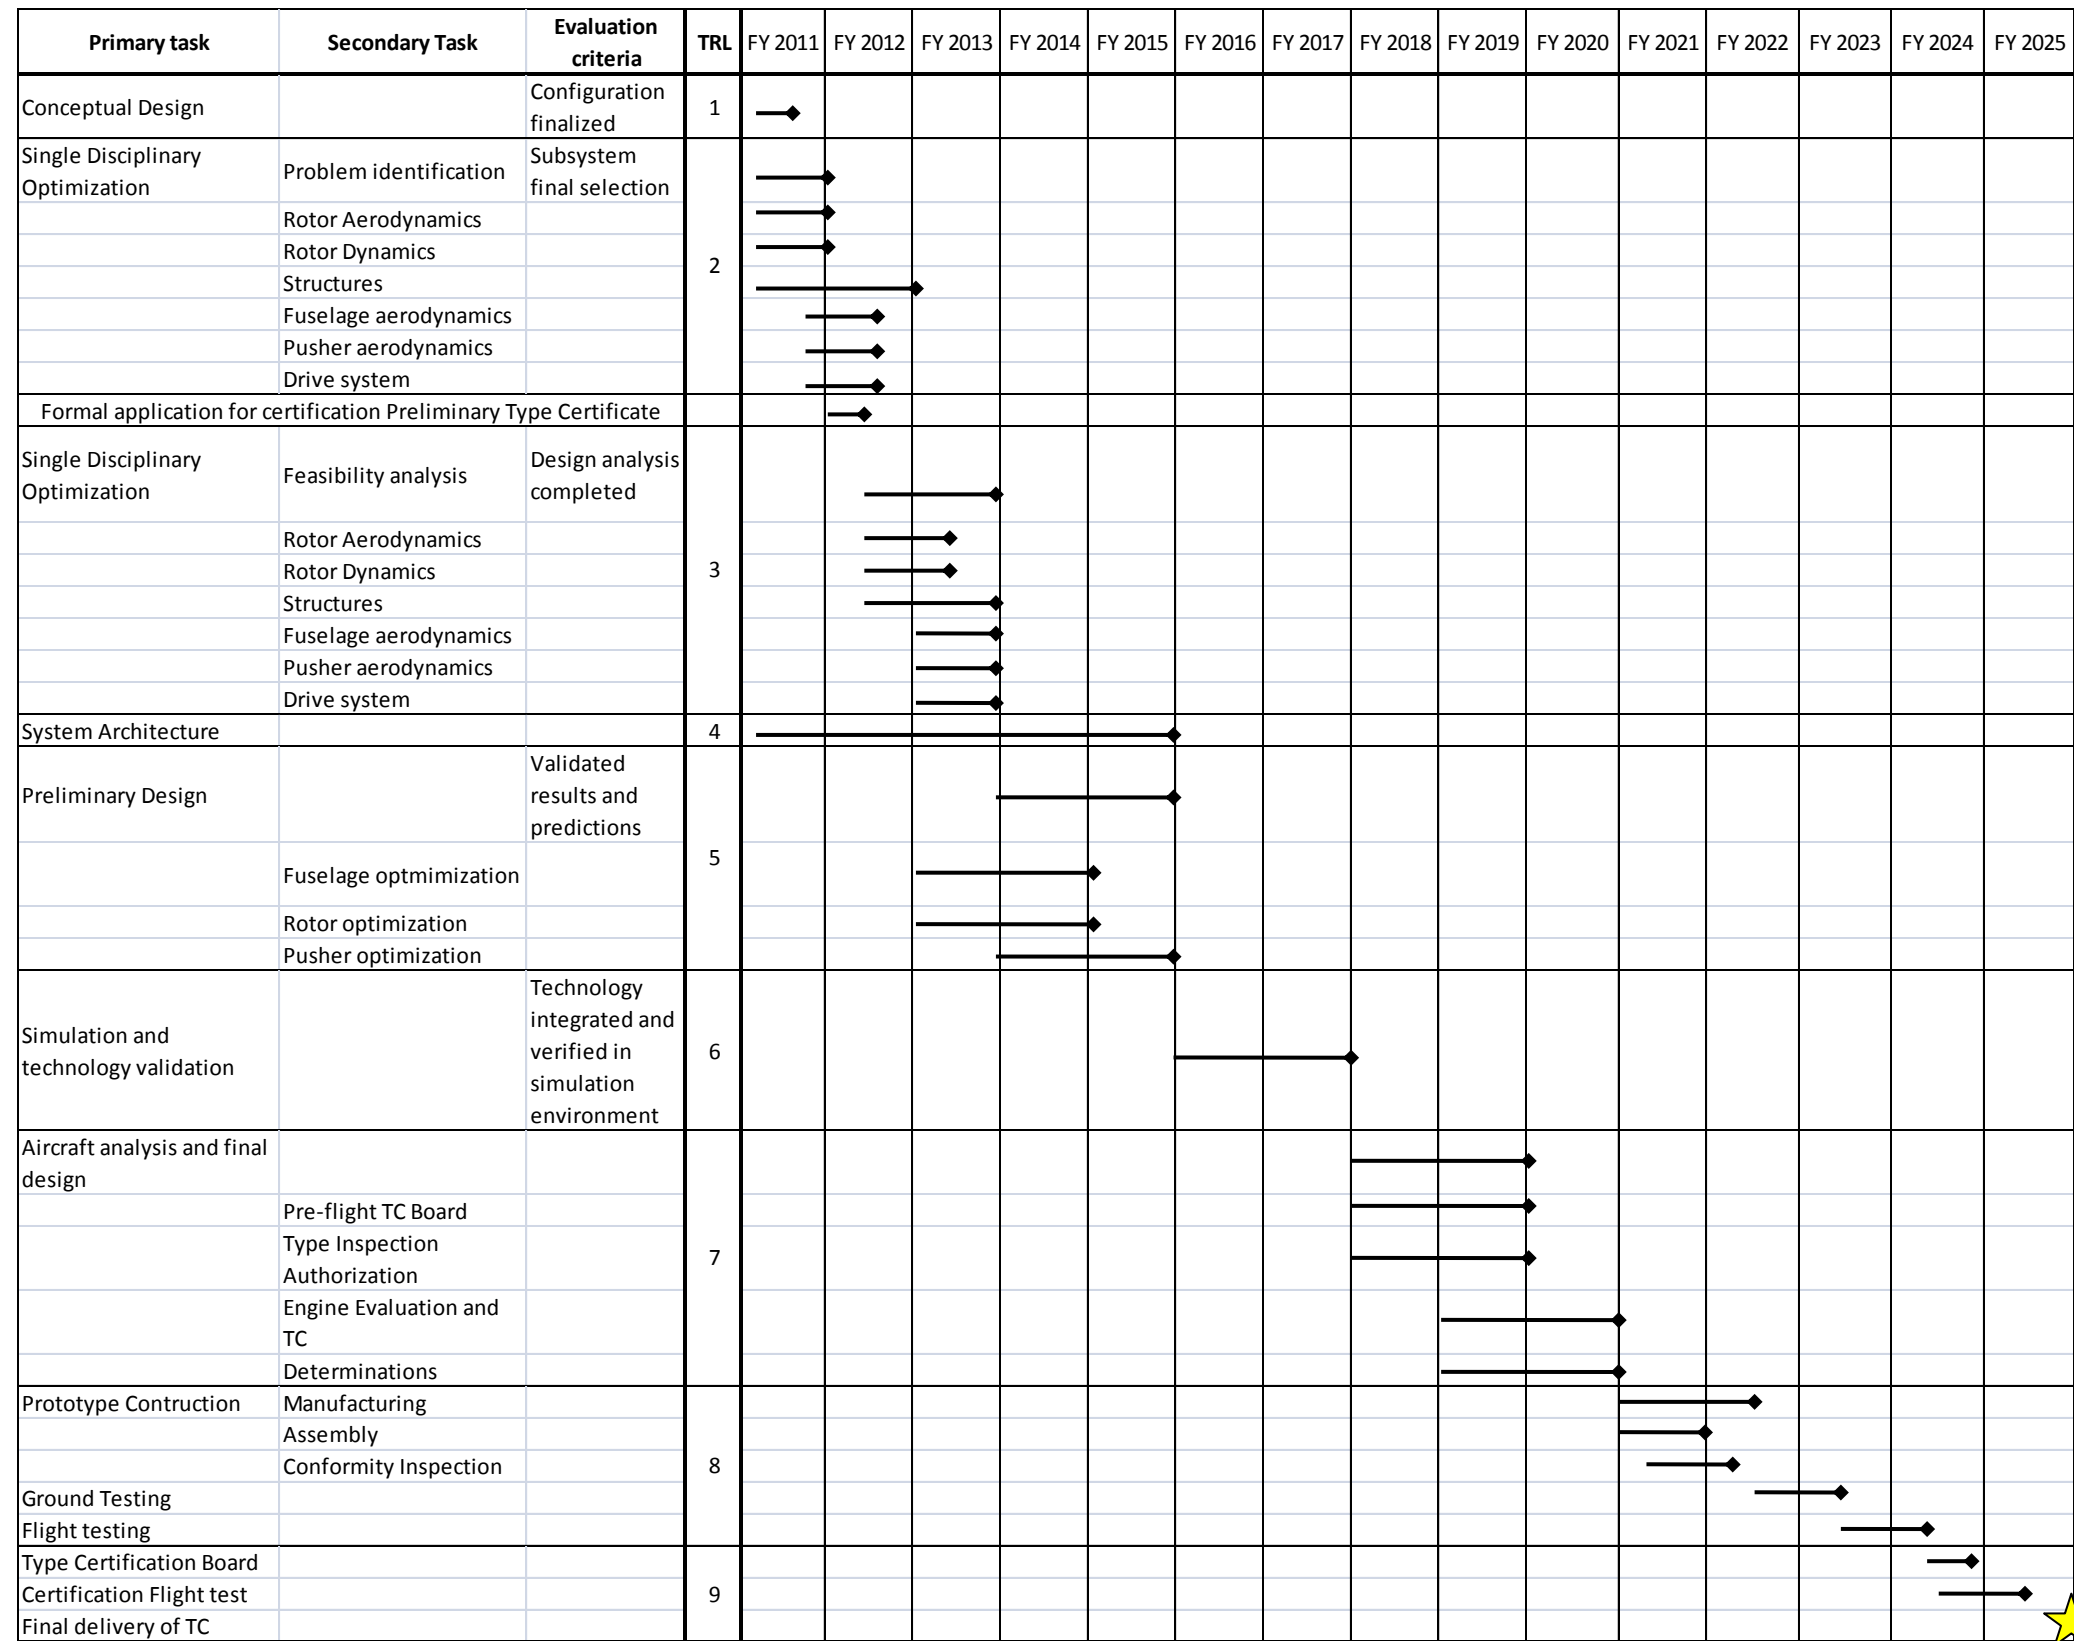 Primary task Secondary Task Evaluation criteria TRL FY 2011 FY 2012 FY 2013 FY 2014 FY 2015 FY 2016 FY 2017 FY 2018 FY 2019 FY 2020 FY 2021 FY 2022 FY 2023 FY 2024 FY 2025
Conceptual Design
Configuration
finalized
1
Single Disciplinary
Optimization
Problem identification
Subsystem
final selection
Rotor Aerodynamics
Rotor Dynamics
2
Structures
Fuselage aerodynamics
Pusher aerodynamics
Drive system
Formal application for certification Preliminary Type Certificate
Single Disciplinary
Optimization
Feasibility analysis
Design analysis
completed
Rotor Aerodynamics
Rotor Dynamics
3
Structures
Fuselage aerodynamics
Pusher aerodynamics
Drive system
System Architecture
4
Preliminary Design
Validated
results and
predictions
5
Fuselage optmimization
Rotor optimization
Pusher optimization
Simulation and
technology validation
Technology
integrated and
verified in
simulation
environment
6
Aircraft analysis and final
design
Pre-flight TC Board
Type Inspection
Authorization
7
Engine Evaluation and
TC
Determinations
Prototype Contruction
Manufacturing
Assembly
Conformity Inspection
8
Ground Testing
Flight testing
Type Certification Board
Certification Flight test
9
Final delivery of TC